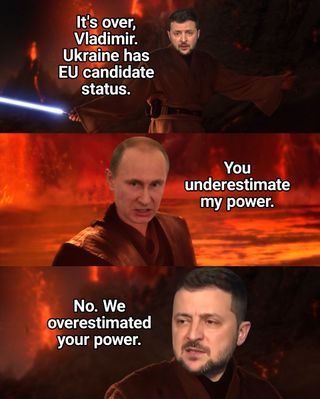 It's over,
Vladimir.
Ukraine has
EU candidate
status.
You
underestimate
my power.
No. We
overestimated
your power.